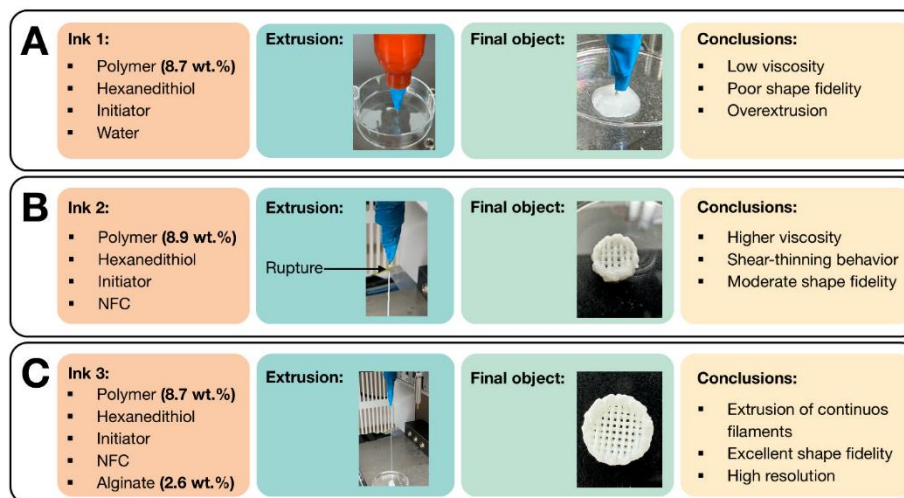 A
Ink 1:
▪ Polymer (8.7 wt.%)
▪ Hexanedithiol
▪ Initiator
▪ Water
Extrusion:
Final object:
Conclusions:
▪ Low viscosity
▪ Poor shape fidelity
▪ Overextrusion
B
Ink 2:
▪ Polymer (8.9 wt.%)
▪ Hexanedithiol
▪ Initiator
▪ NFC
Extrusion:
Rupture
Final object:
Conclusions:
▪ Higher viscosity
▪ Shear-thinning behavior
▪ Moderate shape fidelity
C
Ink 3:
▪ Polymer (8.7 wt.%)
▪ Hexanedithiol
▪ Initiator
▪ NFC
▪ Alginate (2.6 wt.%)
Extrusion:
Final object:
Conclusions:
▪ Extrusion of continuos
filaments
▪ Excellent shape fidelity
▪ High resolution